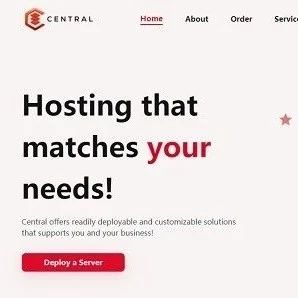 CENTRAL
Home About Order
Hosting that
matches your
needs!
Central offers readily deployable and customizable solutions
that supports you and your business!
Deploy a Server